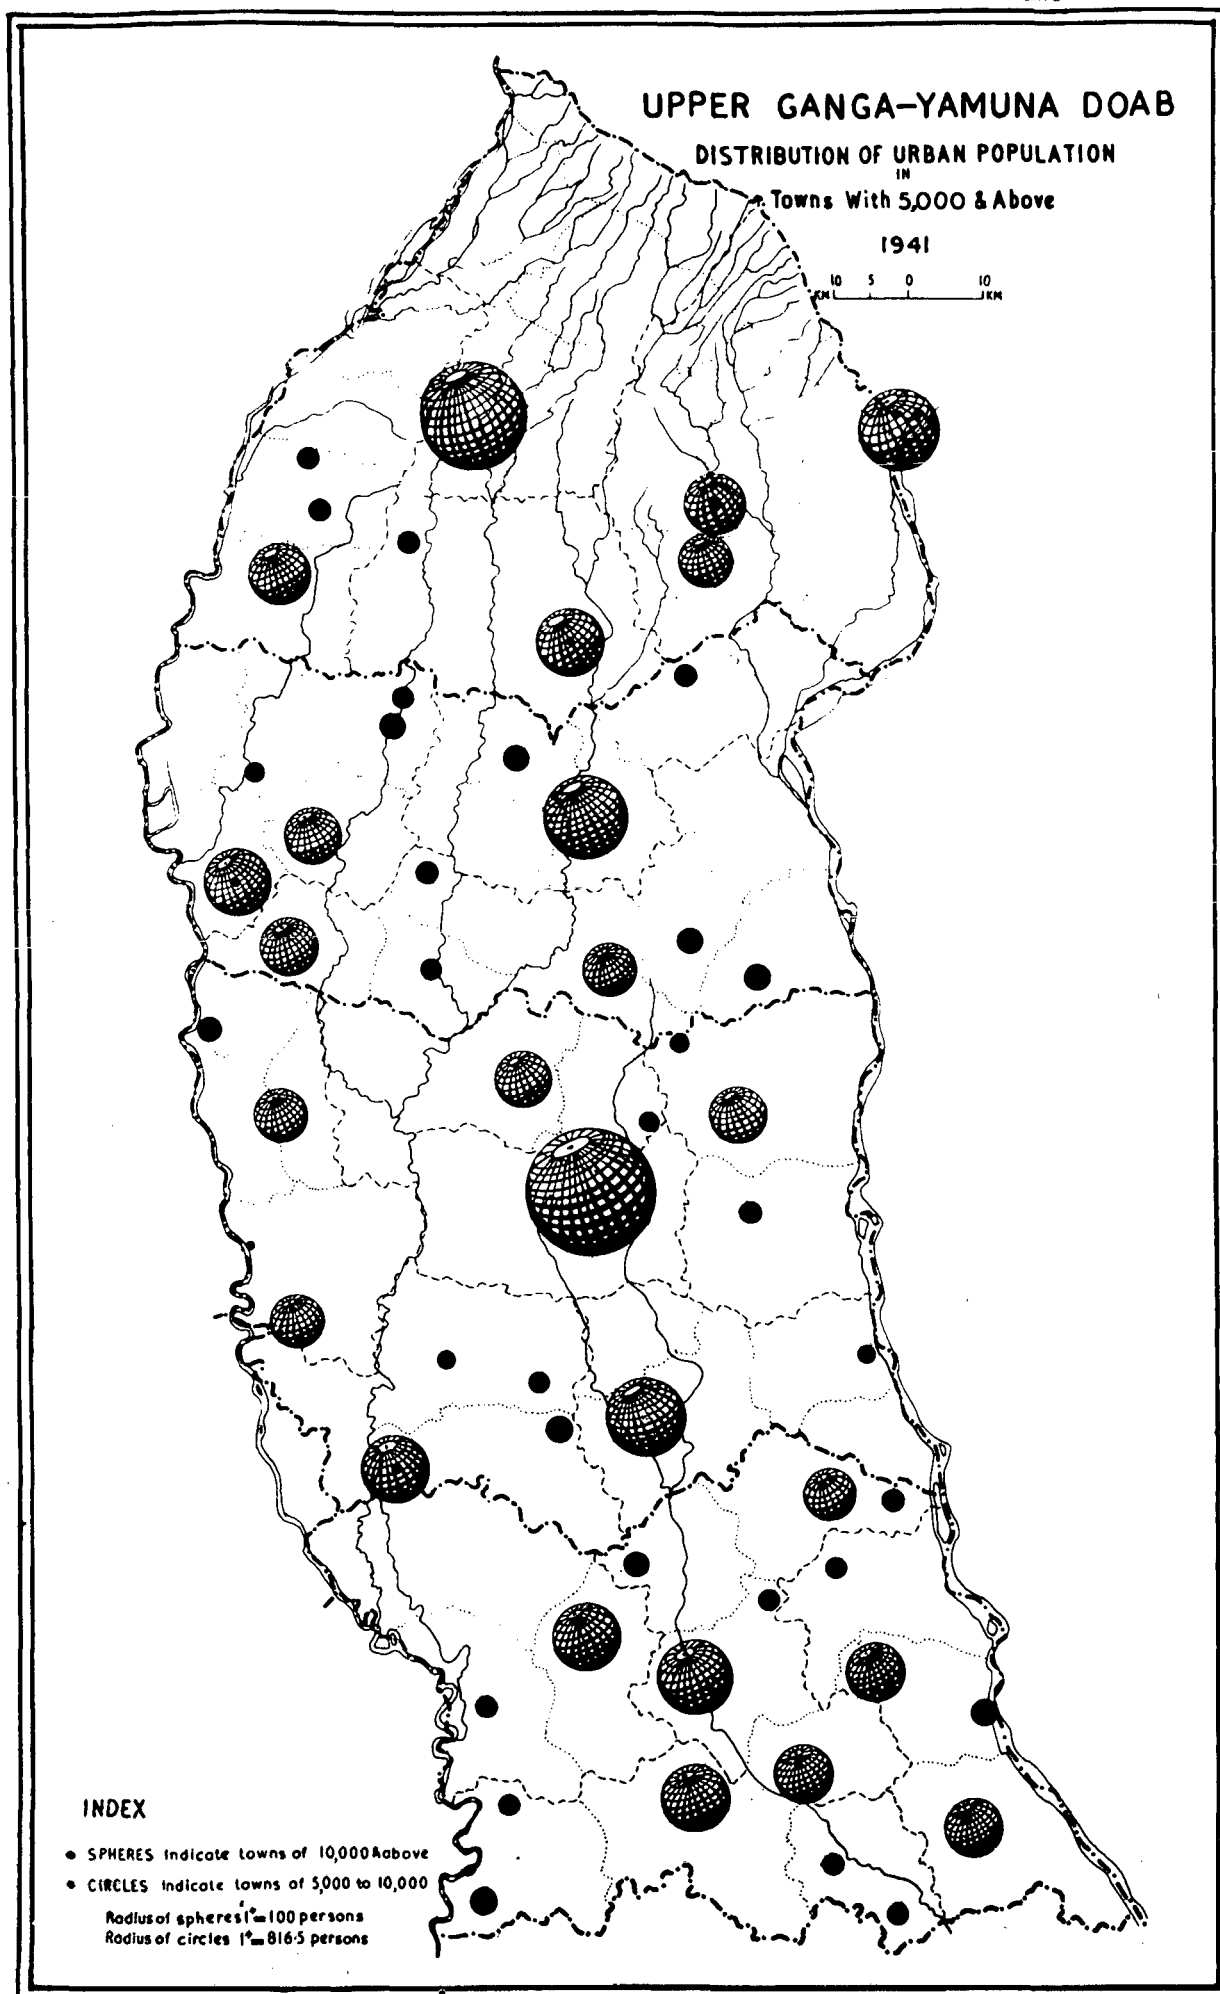 UPPER GANGA–YAMUNA DOAB
DISTRIBUTION OF URBAN POPULATION
IN
Towns With 5,000 & Above
1941
10 5 0 10
KM KM
INDEX
SPHERES Indicate towns of 10,000 & above
CIRCLES Indicate towns of 5,000 to 10,000
Radius of spheres 1"=100 persons
Radius of circles 1"=816·5 persons